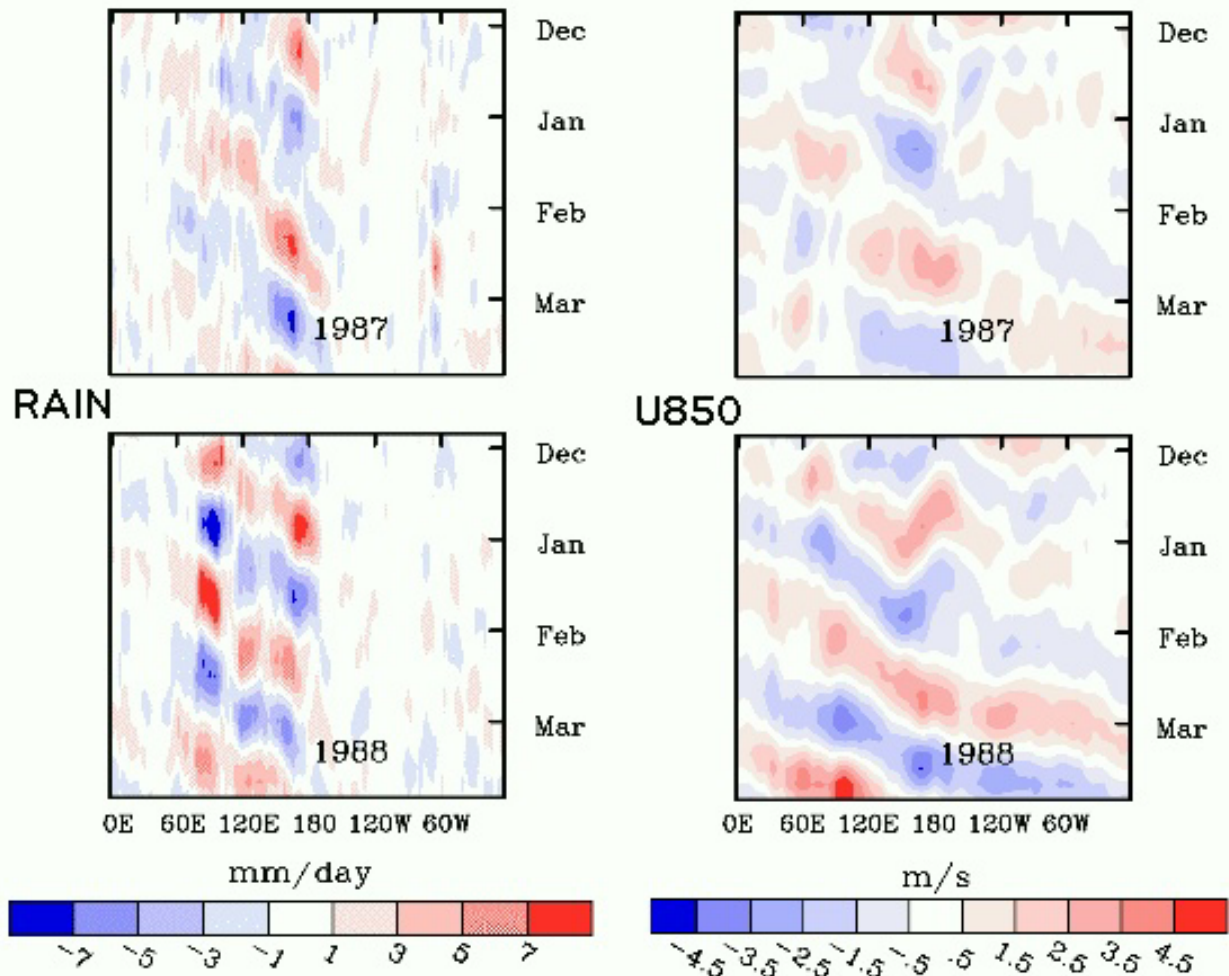 Dec
Jan
Feb
Mar
1987
Dec
Jan
Feb
Mar
1987
RAIN
U850
Dec
Jan
Feb
Mar
1988
Dec
Jan
Feb
Mar
1988
0E 60E 120E 180 120W 60W
0E 60E 120E 180 120W 60W
mm/day
m/s
-7 -5 -3 -1 1 3 5 7
-4.5 -3.5 -2.5 -1.5 -.5 .5 1.5 2.5 3.5 4.5